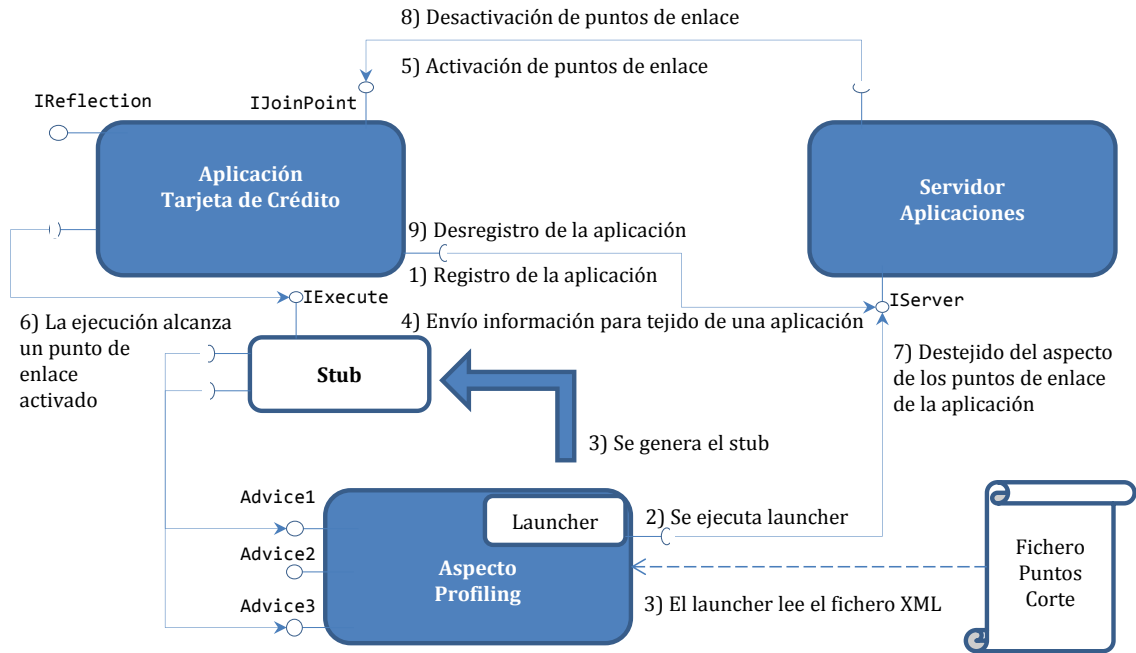 8) Desactivación de puntos de enlace
5) Activación de puntos de enlace
IReflection
IJoinPoint
Aplicación
Tarjeta de Crédito
Servidor
Aplicaciones
9) Desregistro de la aplicación
1) Registro de la aplicación
IExecute
IServer
4) Envío información para tejido de una aplicación
6) La ejecución alcanza
un punto de
enlace
activado
Stub
7) Destejido del aspecto
de los puntos de enlace
de la aplicación
3) Se genera el stub
Advice1
Launcher
2) Se ejecuta launcher
Advice2
Aspecto
Profiling
Fichero
Puntos
Corte
Advice3
3) El launcher lee el fichero XML